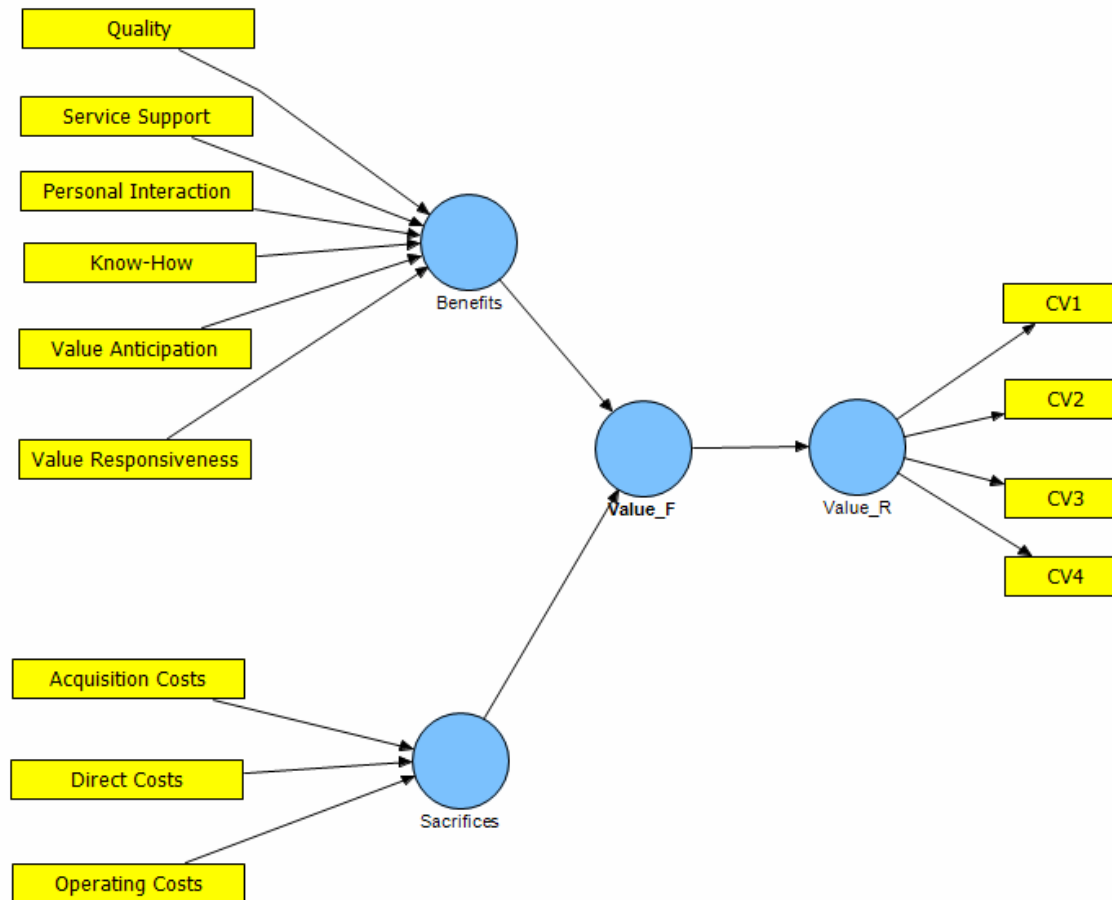 Quality
Service Support
Personal Interaction
Know-How
Value Anticipation
Value Responsiveness
Benefits
Acquisition Costs
Direct Costs
Operating Costs
Sacrifices
Value_F
Value_R
CV1
CV2
CV3
CV4